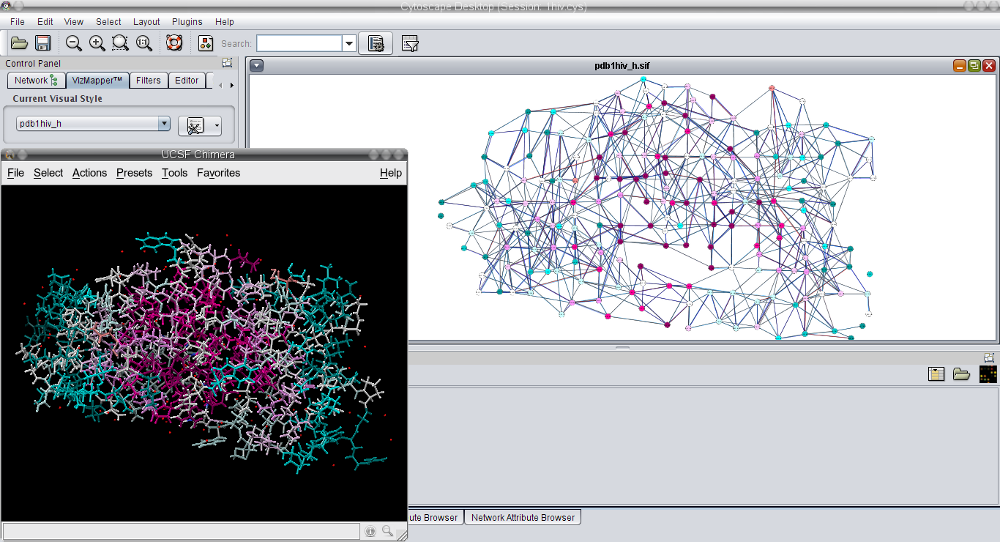 Cytoscape Desktop (Session: 1hiv.cys)
File Edit View Select Layout Plugins Help
Search:
Control Panel
Network VizMapper™ Filters Editor
Current Visual Style
pdb1hiv_h
pdb1hiv_h.sif
UCSF Chimera
File Select Actions Presets Tools Favorites Help
ute Browser Network Attribute Browser